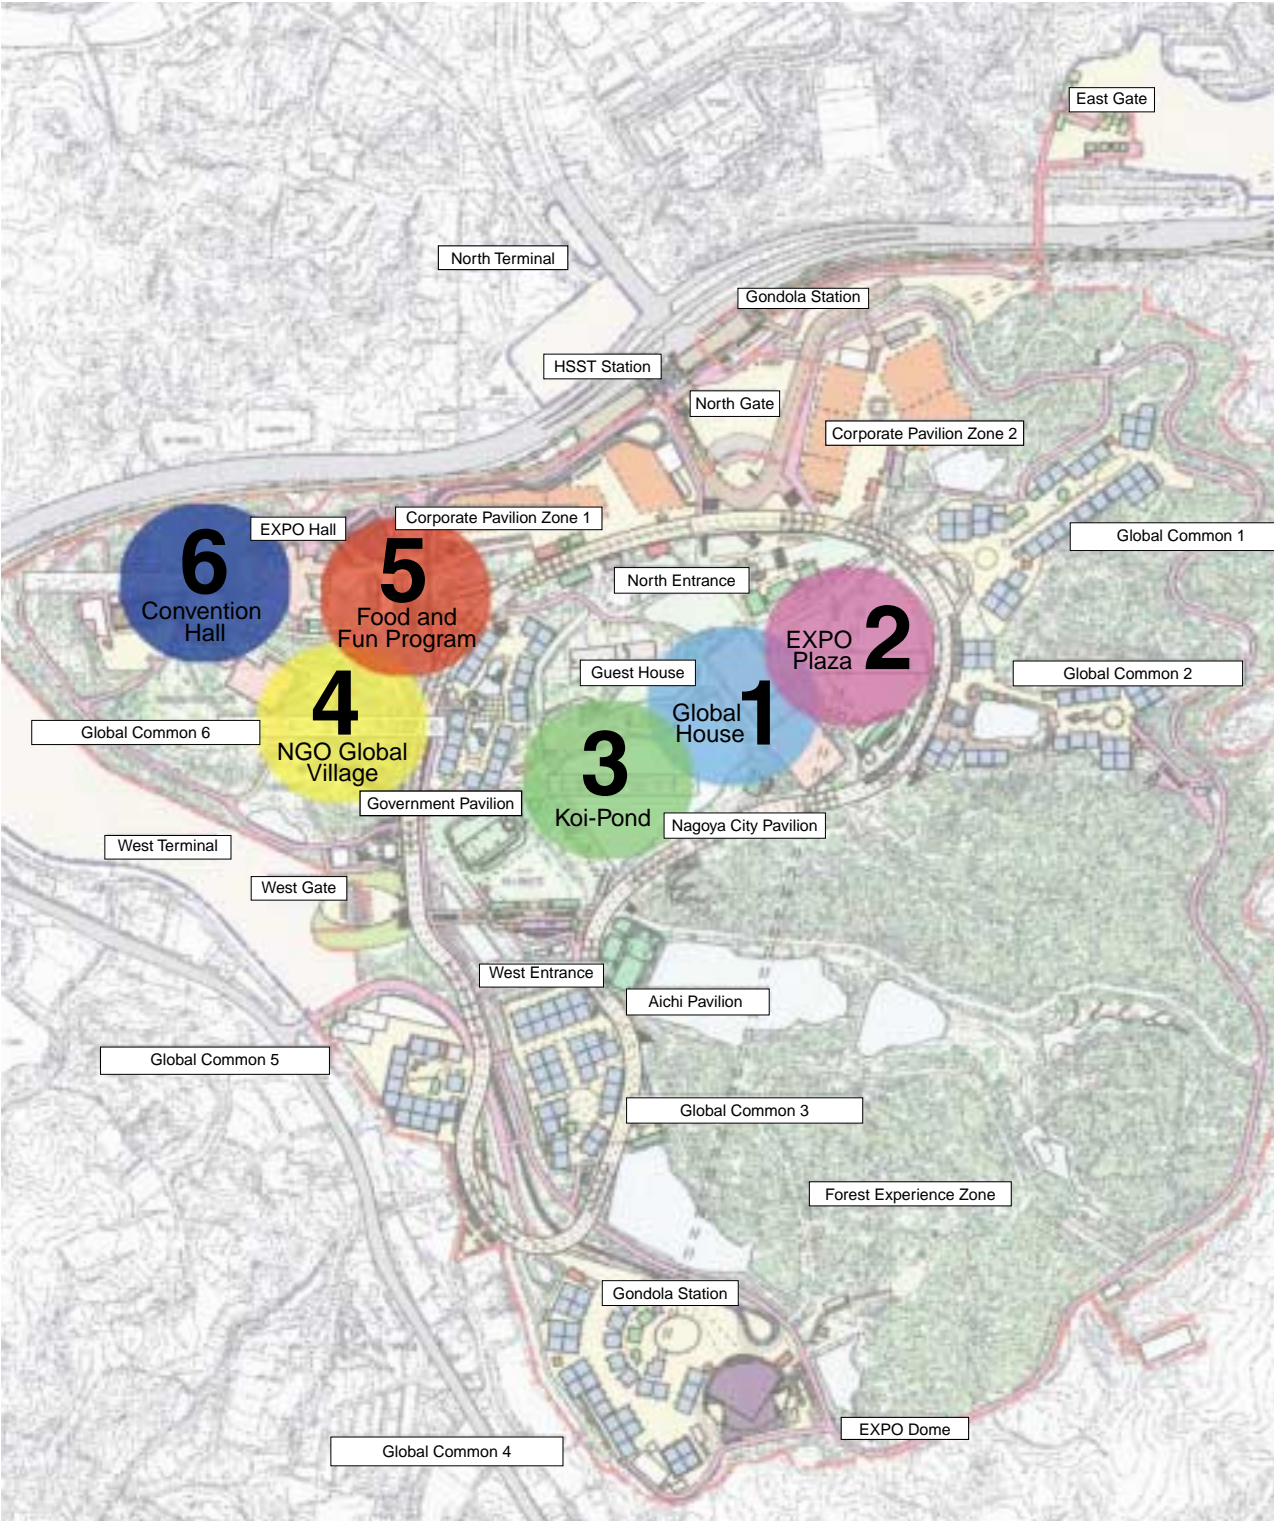 East Gate
North Terminal
Gondola Station
HSST Station
North Gate
Corporate Pavilion Zone 2
Corporate Pavilion Zone 1
EXPO Hall
Global Common 1
6
Convention
Hall
5
Food and
Fun Program
North Entrance
EXPO
Plaza
2
Guest House
Global Common 2
1
Global
House
4
NGO Global
Village
Global Common 6
3
Koi-Pond
Government Pavilion
Nagoya City Pavilion
West Terminal
West Gate
West Entrance
Aichi Pavilion
Global Common 5
Global Common 3
Forest Experience Zone
Gondola Station
EXPO Dome
Global Common 4